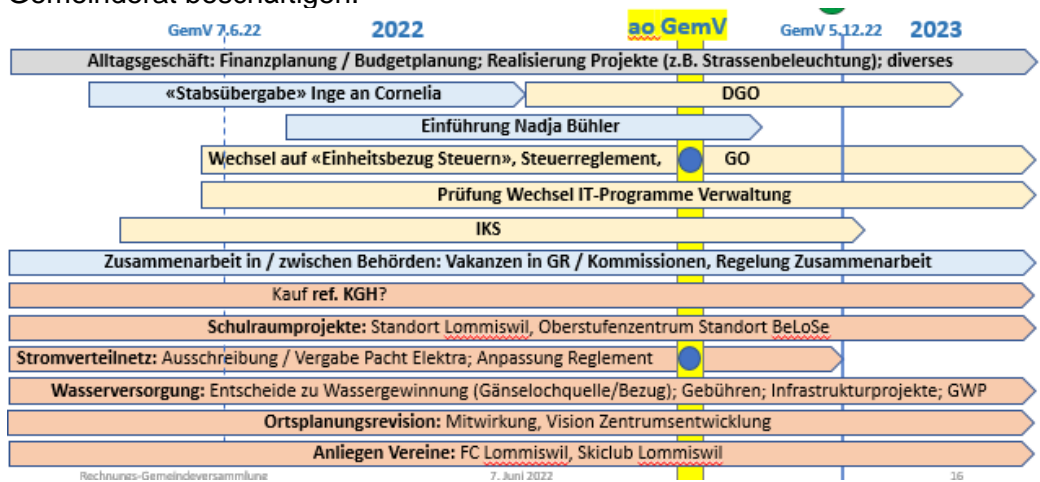 Gemeinderat beschäftigen.
GemV 7.6.22 2022 ao GemV GemV 5.12.22 2023
Alltagsgeschäft: Finanzplanung / Budgetplanung; Realisierung Projekte (z.B. Strassenbeleuchtung); diverses
«Stabsübergabe» Inge an Cornelia DGO
Einführung Nadja Bühler
Wechsel auf «Einheitsbezug Steuern», Steuerreglement, GO
Prüfung Wechsel IT-Programme Verwaltung
IKS
Zusammenarbeit in / zwischen Behörden: Vakanzen in GR / Kommissionen, Regelung Zusammenarbeit
Kauf ref. KGH?
Schulraumprojekte: Standort Lommiswil, Oberstufenzentrum Standort BeLoSe
Stromverteilnetz: Ausschreibung / Vergabe Pacht Elektra; Anpassung Reglement
Wasserversorgung: Entscheide zu Wassergewinnung (Gänselochquelle/Bezug); Gebühren; Infrastrukturprojekte; GWP
Ortsplanungsrevision: Mitwirkung, Vision Zentrumsentwicklung
Anliegen Vereine: FC Lommiswil, Skiclub Lommiswil
Rechnungs-Gemeindeversammlung 7. Juni 2022 16